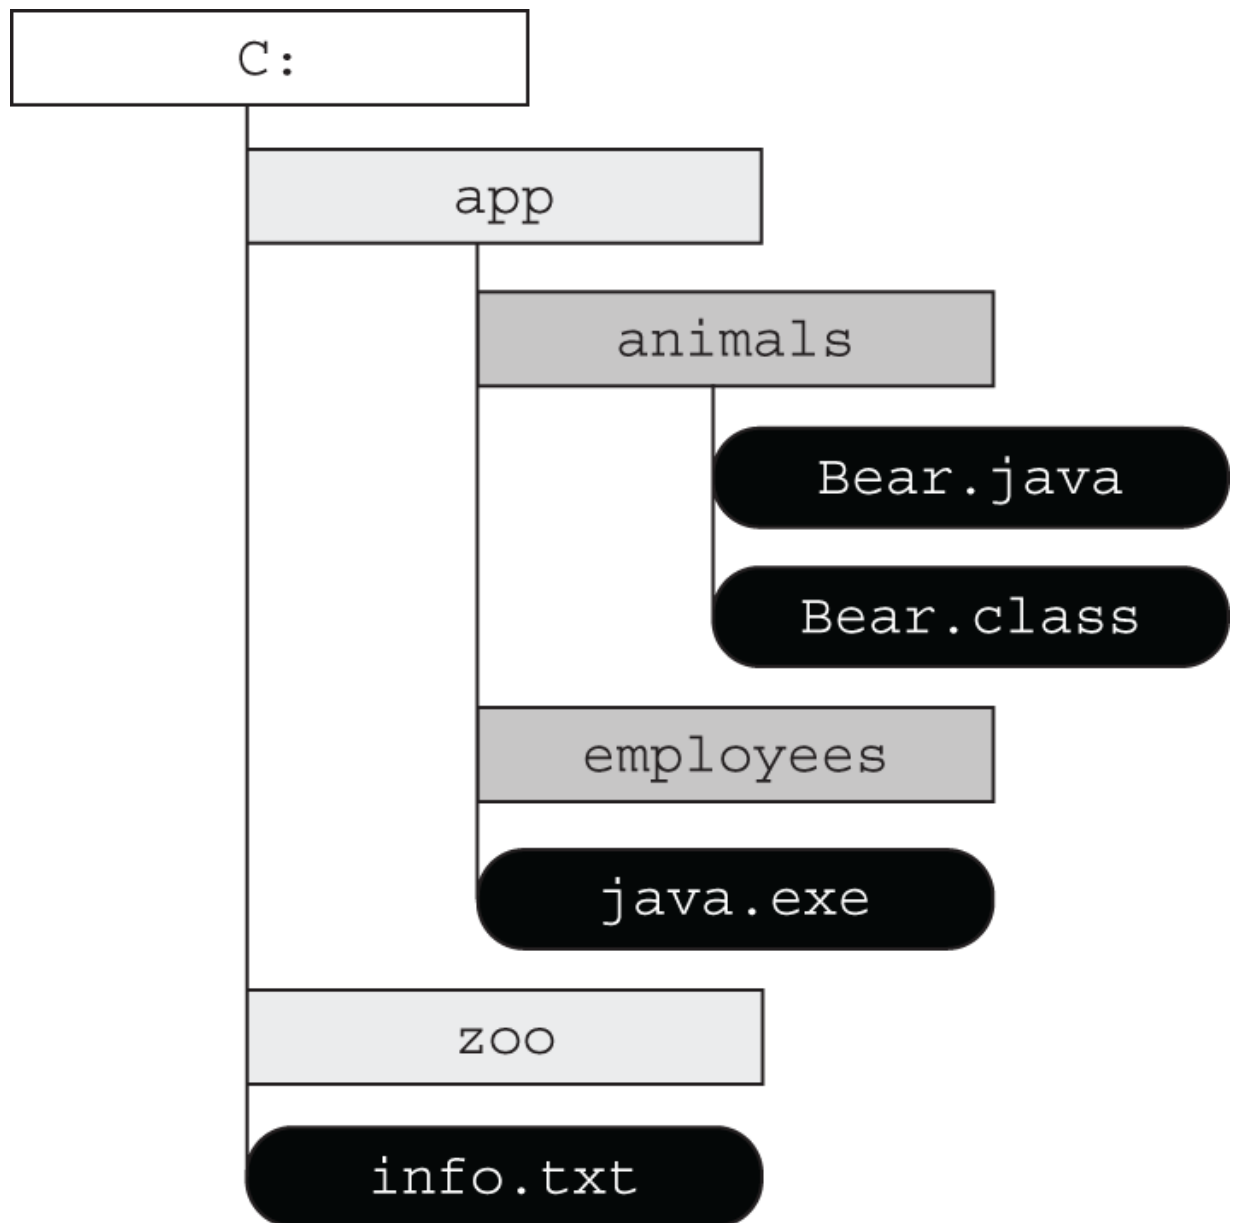 C:
app
animals
Bear.java
Bear.class
employees
java.exe
zoo
info.txt